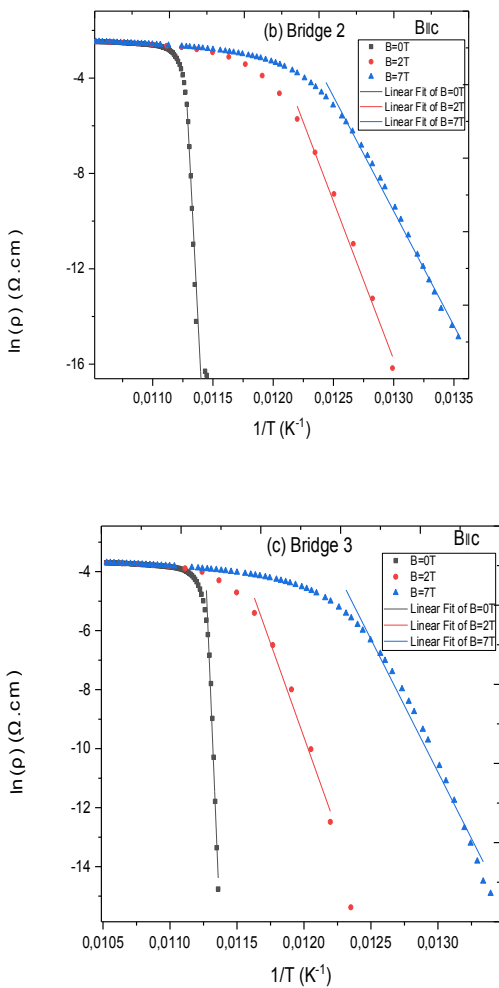 (b) Bridge 2
B||c
B=0T
B=2T
B=7T
Linear Fit of B=0T
Linear Fit of B=2T
Linear Fit of B=7T
-4
-8
-12
-16
ln(ρ) (Ω.cm)
0,0110 0,0115 0,0120 0,0125 0,0130 0,0135
1/T (K-1)
(c) Bridge 3
B||c
B=0T
B=2T
B=7T
Linear Fit of B=0T
Linear Fit of B=2T
Linear Fit of B=7T
-4
-6
-8
-10
-12
-14
ln(ρ) (Ω.cm)
0,0105 0,0110 0,0115 0,0120 0,0125 0,0130
1/T (K-1)